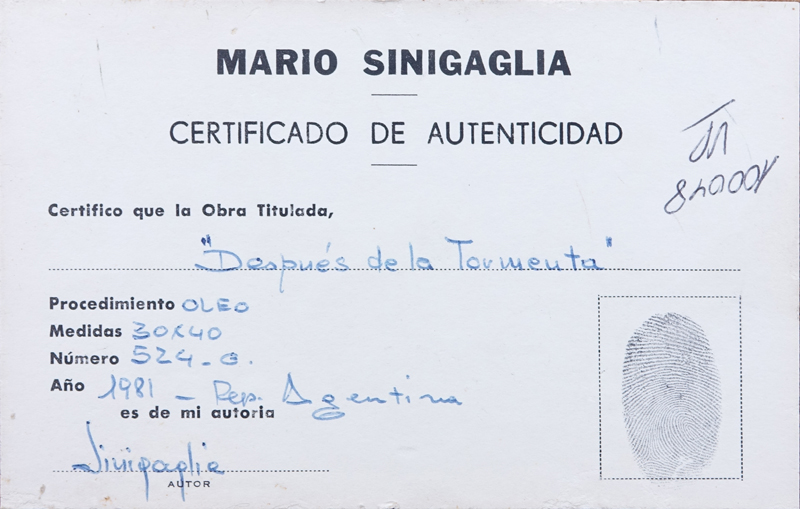 MARIO SINIGAGLIA
CERTIFICADO DE AUTENTICIDAD
Certifico que la Obra Titulada,
"Después de la Tormenta"
Procedimiento OLEO
Medidas 30x40
Número 524-G.
Año 1981 - Rep. Argentina
es de mi autoria
Sinigaglia
AUTOR